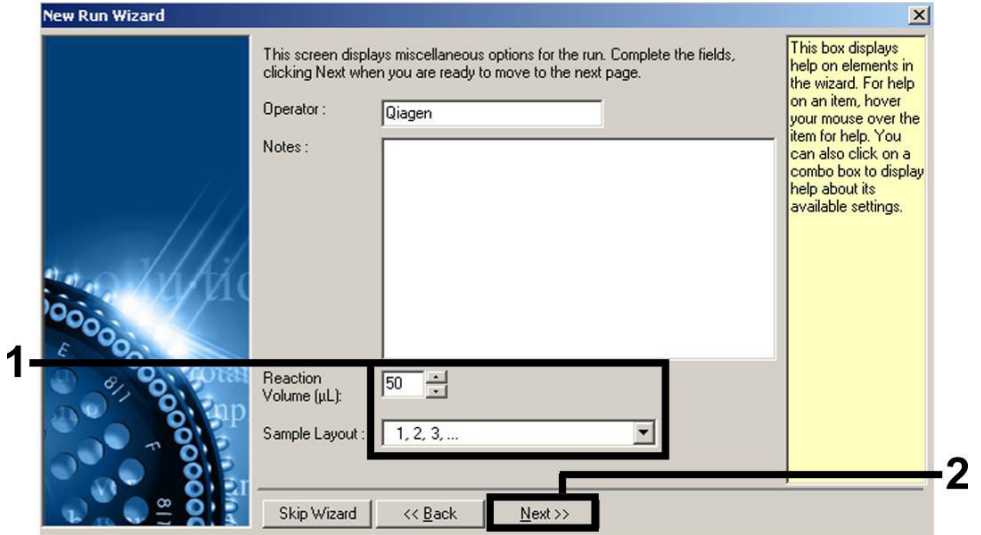 New Run Wizard
This screen displays miscellaneous options for the run. Complete the fields,
clicking Next when you are ready to move to the next page.
Operator :
Qiagen
Notes :
This box displays
help on elements in
the wizard. For help
on an item, hover
your mouse over the
item for help. You
can also click on a
combo box to display
help about its
available settings.
1
Reaction
Volume (µL):
50
Sample Layout :
1, 2, 3, ...
2
Skip Wizard
<< Back
Next >>
E
8/1
F
8/1